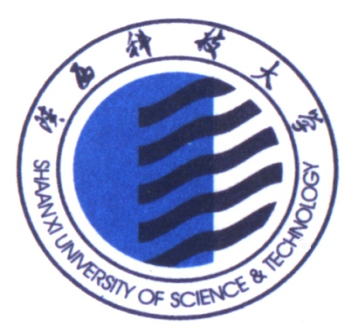 陕西科技大学
SHAANXI UNIVERSITY OF SCIENCE & TECHNOLOGY